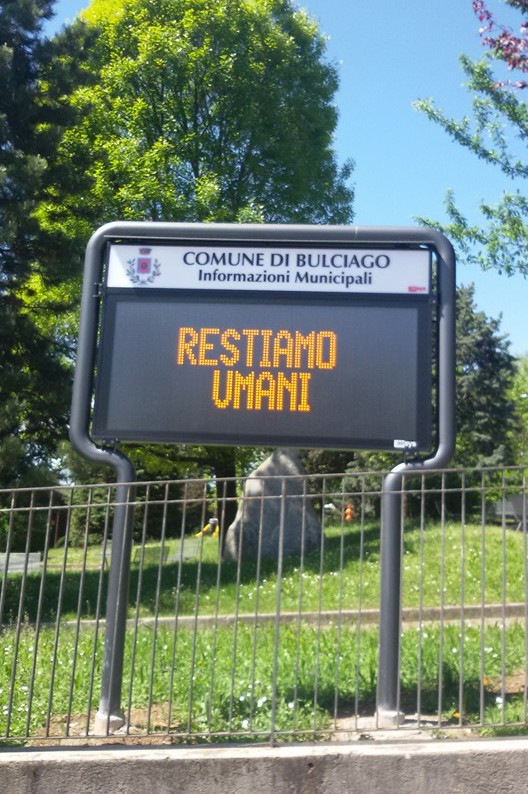 COMUNE DI BULCIAGO
Informazioni Municipali
RESTIAMO
UMANI